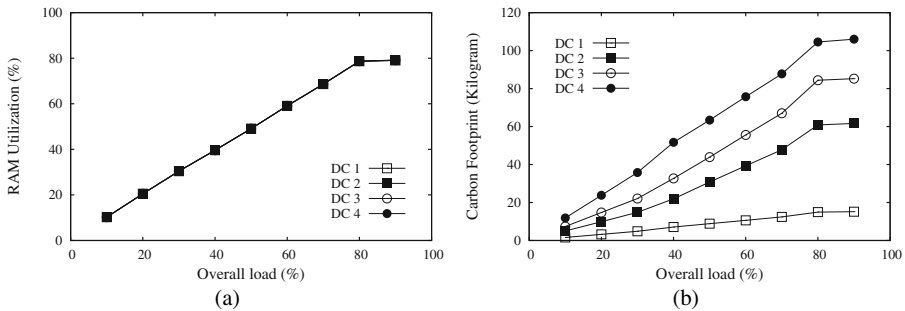 100
80
60
40
20
0
RAM Utilization (%)
DC 1
DC 2
DC 3
DC 4
0 20 40 60 80 100
Overall load (%)
(a)
120
100
80
60
40
20
0
Carbon Footprint (Kilogram)
DC 1
DC 2
DC 3
DC 4
0 20 40 60 80 100
Overall load (%)
(b)